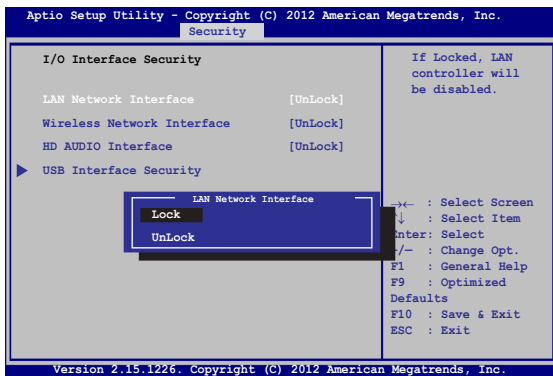 Aptio Setup Utility - Copyright (C) 2012 American Megatrends, Inc.
Security
I/O Interface Security
LAN Network Interface [UnLock]
Wireless Network Interface [UnLock]
HD AUDIO Interface [UnLock]
USB Interface Security
LAN Network Interface
Lock
UnLock
If Locked, LAN
controller will
be disabled.
→← : Select Screen
↑↓ : Select Item
Enter: Select
+/— : Change Opt.
F1 : General Help
F9 : Optimized
Defaults
F10 : Save & Exit
ESC : Exit
Version 2.15.1226. Copyright (C) 2012 American Megatrends, Inc.